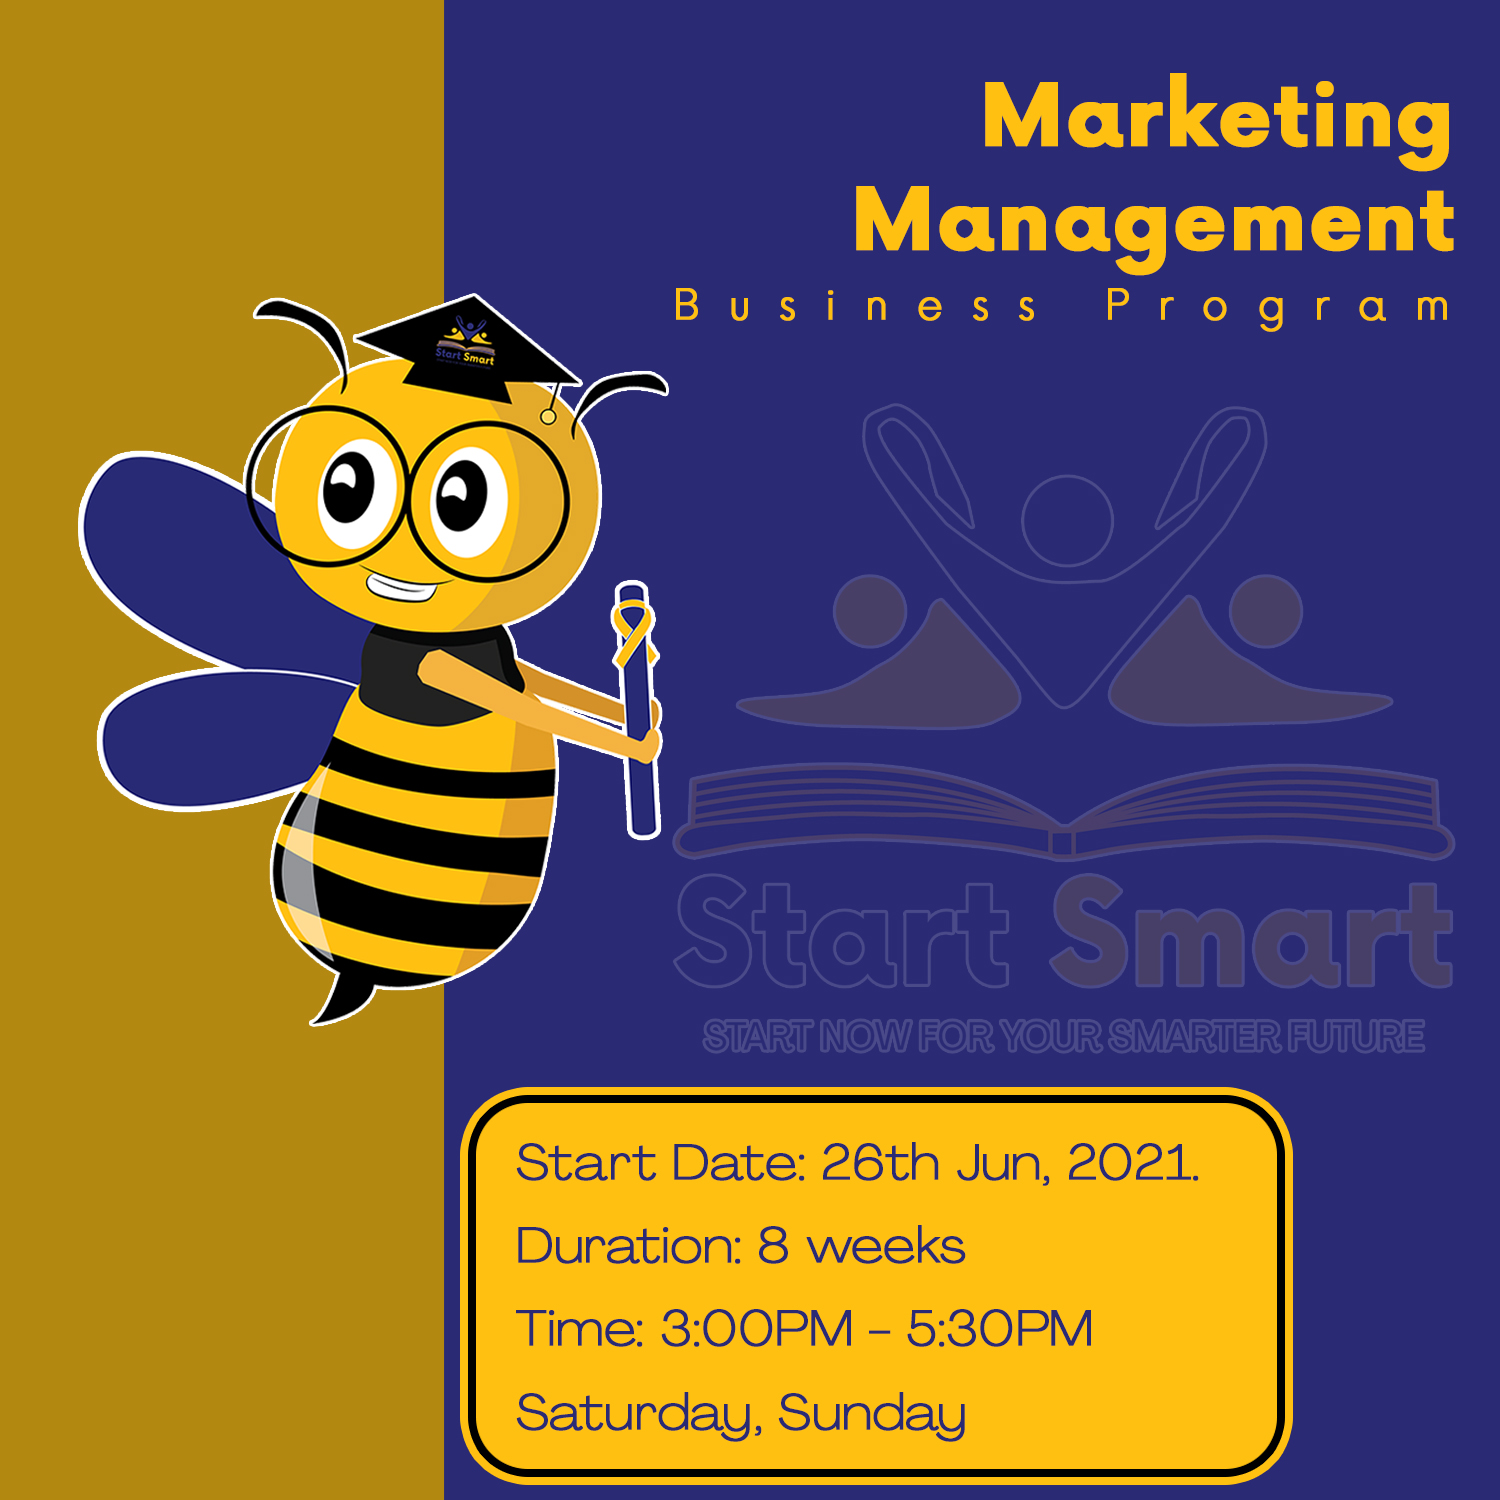 Marketing
Management
Business Program
Start Smart
Start Smart
START NOW FOR YOUR SMARTER FUTURE
Start Date: 26th Jun, 2021.
Duration: 8 weeks
Time: 3:00PM - 5:30PM
Saturday, Sunday